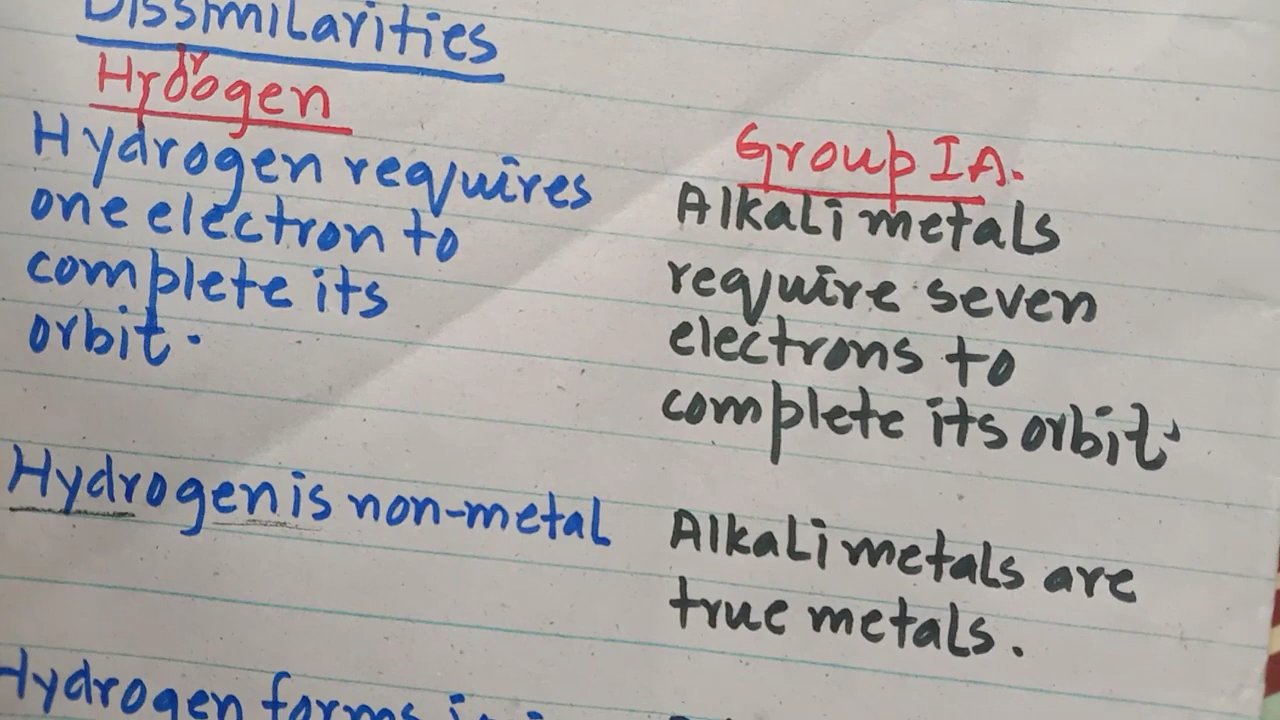 Dissimilarities
Hydrogen
Hydrogen requires
one electron to
complete its
orbit.
Group IA.
Alkali metals
require seven
electrons to
complete its orbit.
Hydrogen is non-metal
Alkali metals are
true metals.
Hydrogen forms